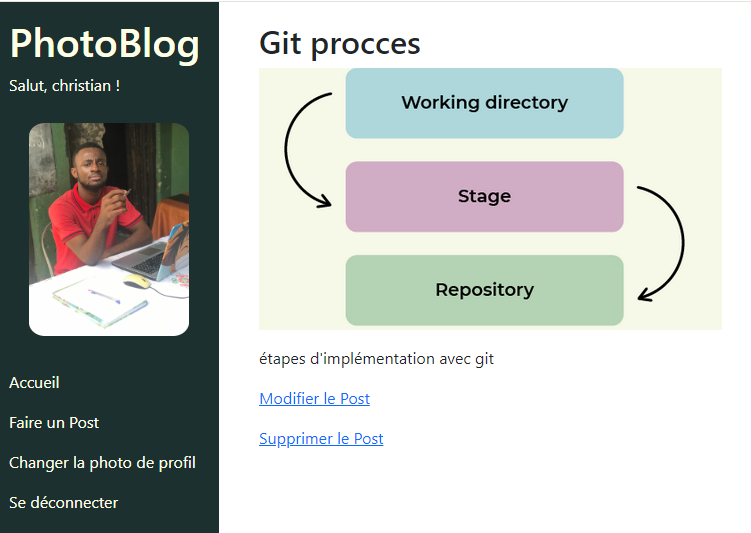 PhotoBlog
Salut, christian !
Accueil
Faire un Post
Changer la photo de profil
Se déconnecter
Git procces
Working directory
Stage
Repository
étapes d'implémentation avec git
Modifier le Post
Supprimer le Post